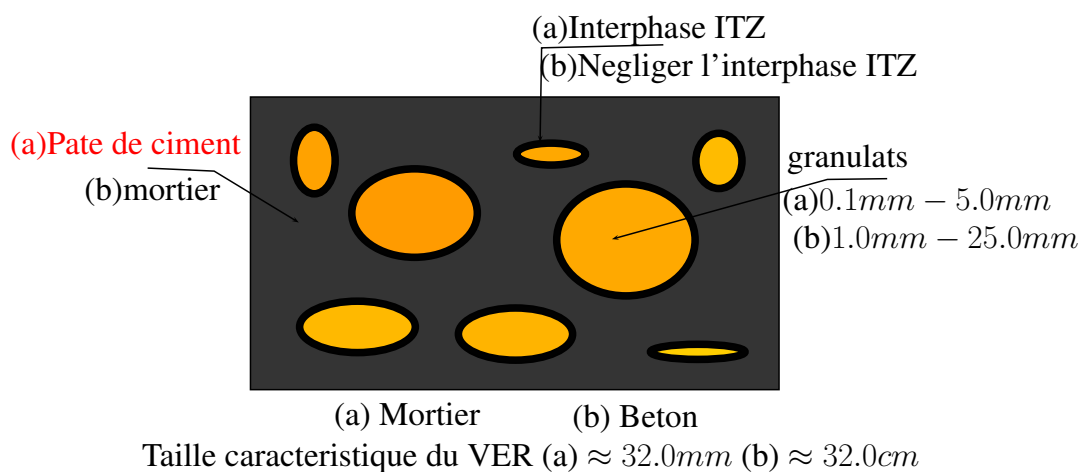 (a)Interphase ITZ
(b)Negliger l'interphase ITZ
(a)Pate de ciment
(b)mortier
granulats
(a)0.1mm − 5.0mm
(b)1.0mm − 25.0mm
(a) Mortier (b) Beton
Taille caracteristique du VER (a) ≈ 32.0mm (b) ≈ 32.0cm